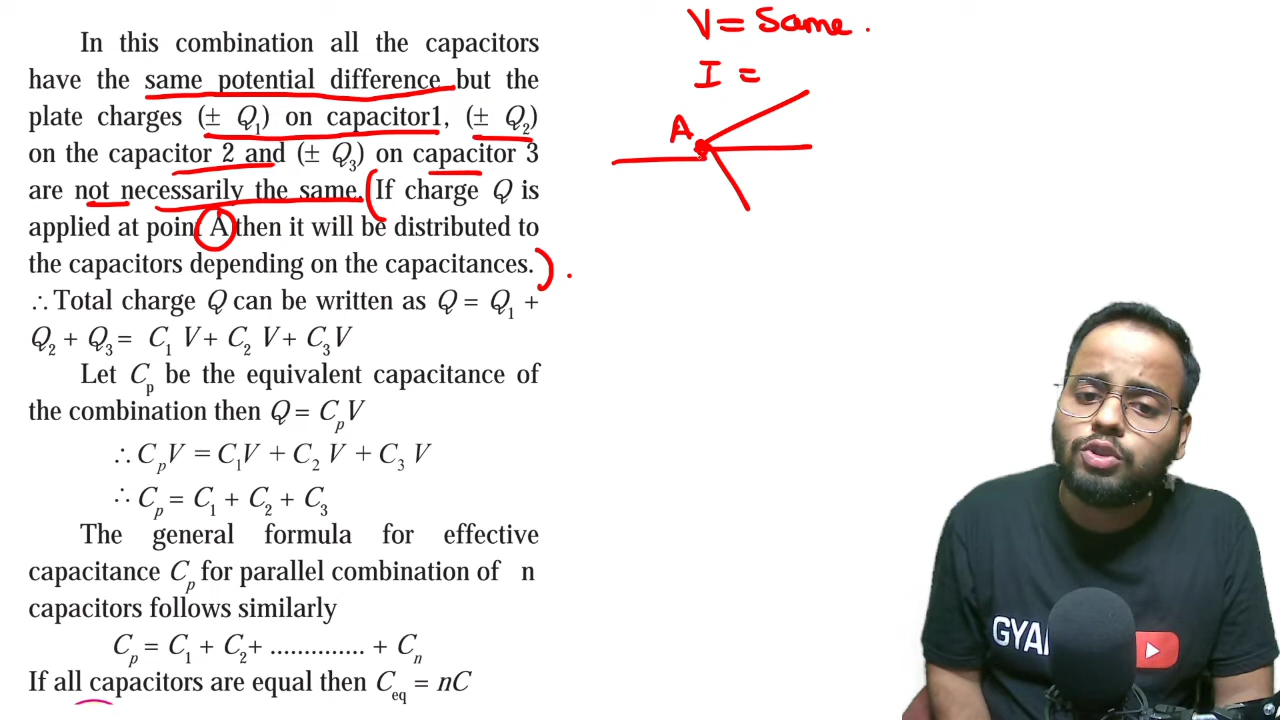 In this combination all the capacitors
have the same potential difference but the
plate charges (± Q₁) on capacitor1, (± Q₂)
on the capacitor 2 and (± Q₃) on capacitor 3
are not necessarily the same. (If charge Q is
applied at point A then it will be distributed to
the capacitors depending on the capacitances. ) .
∴ Total charge Q can be written as Q = Q₁ +
Q₂ + Q₃ = C₁ V + C₂ V + C₃ V
Let Cₚ be the equivalent capacitance of
the combination then Q = Cₚ V
∴ Cₚ V = C₁V + C₂ V + C₃ V
∴ Cₚ = C₁ + C₂ + C₃
The general formula for effective
capacitance Cₚ for parallel combination of n
capacitors follows similarly
Cₚ = C₁ + C₂+ .............. + Cₙ
If all capacitors are equal then Cₑq = nC
V = Same .
I =
A
GYA